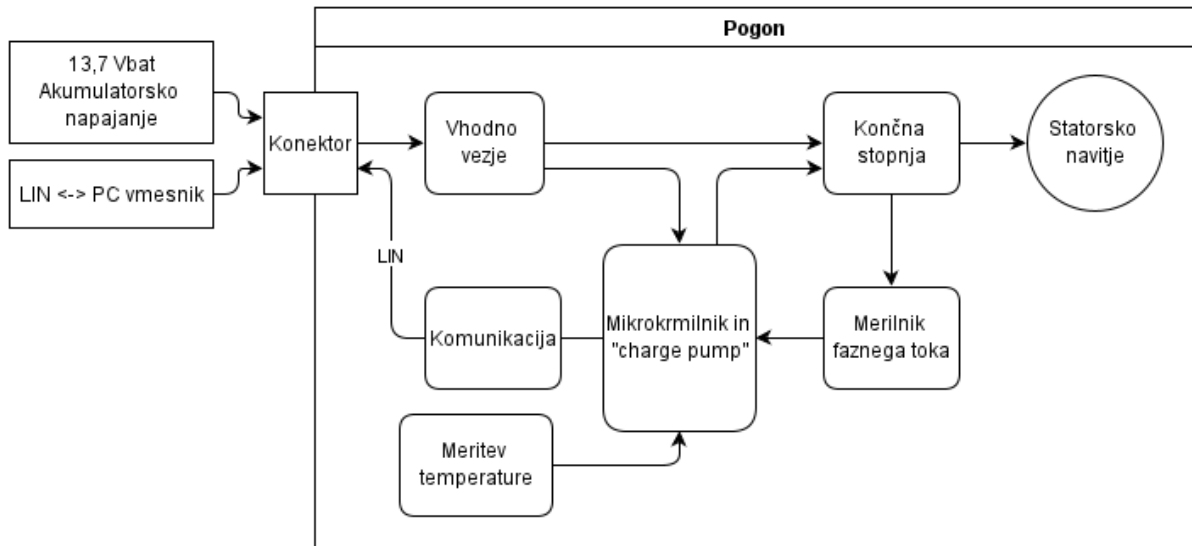 Pogon
13,7 Vbat
Akumulatorsko
napajanje
LIN <-> PC vmesnik
Konektor
Vhodno
vezje
Končna
stopnja
Statorsko
navitje
LIN
Komunikacija
Mikrokrmilnik in
"charge pump"
Merilnik
faznega toka
Meritev
temperature